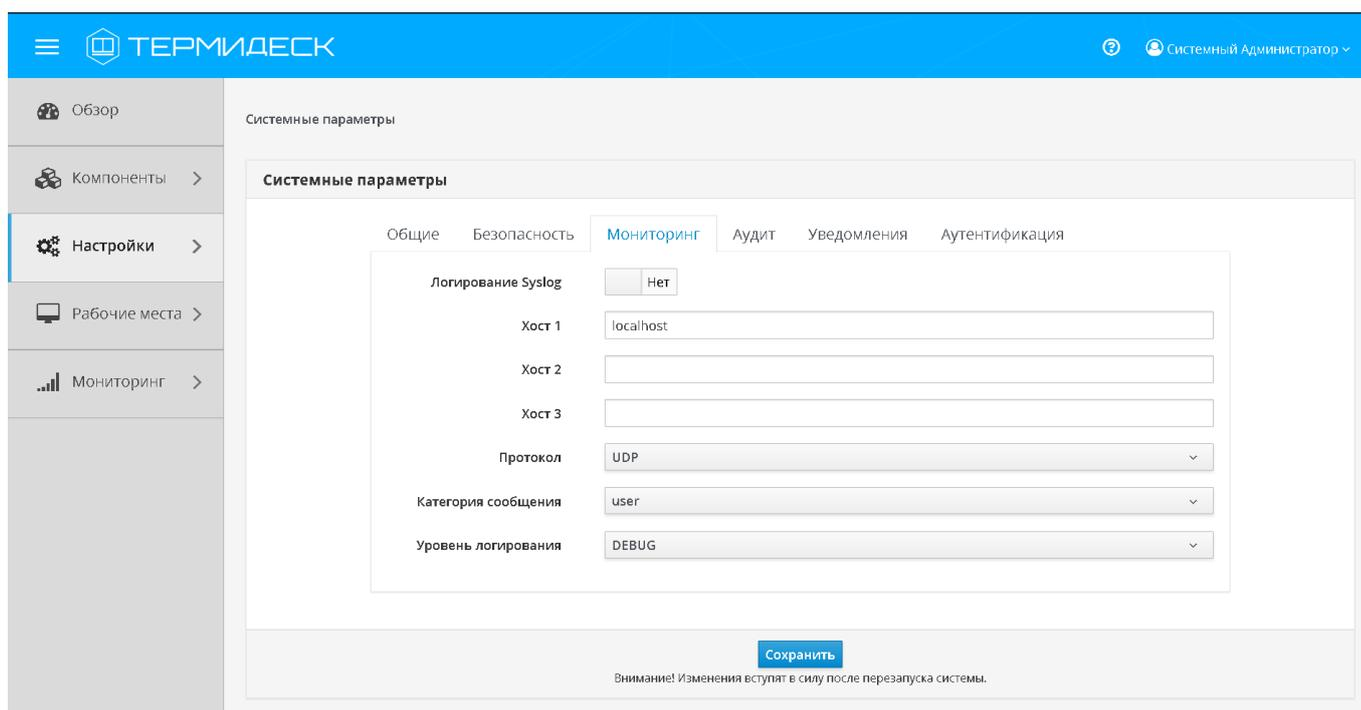 ТЕРМИДЕСК
Системный Администратор
Обзор
Компоненты
Настройки
Рабочие места
Мониторинг
Системные параметры
Системные параметры
Общие Безопасность Мониторинг Аудит Уведомления Аутентификация
Логирование Syslog Нет
Хост 1 localhost
Хост 2
Хост 3
Протокол UDP
Категория сообщения user
Уровень логирования DEBUG
Сохранить
Внимание! Изменения вступят в силу после перезапуска системы.